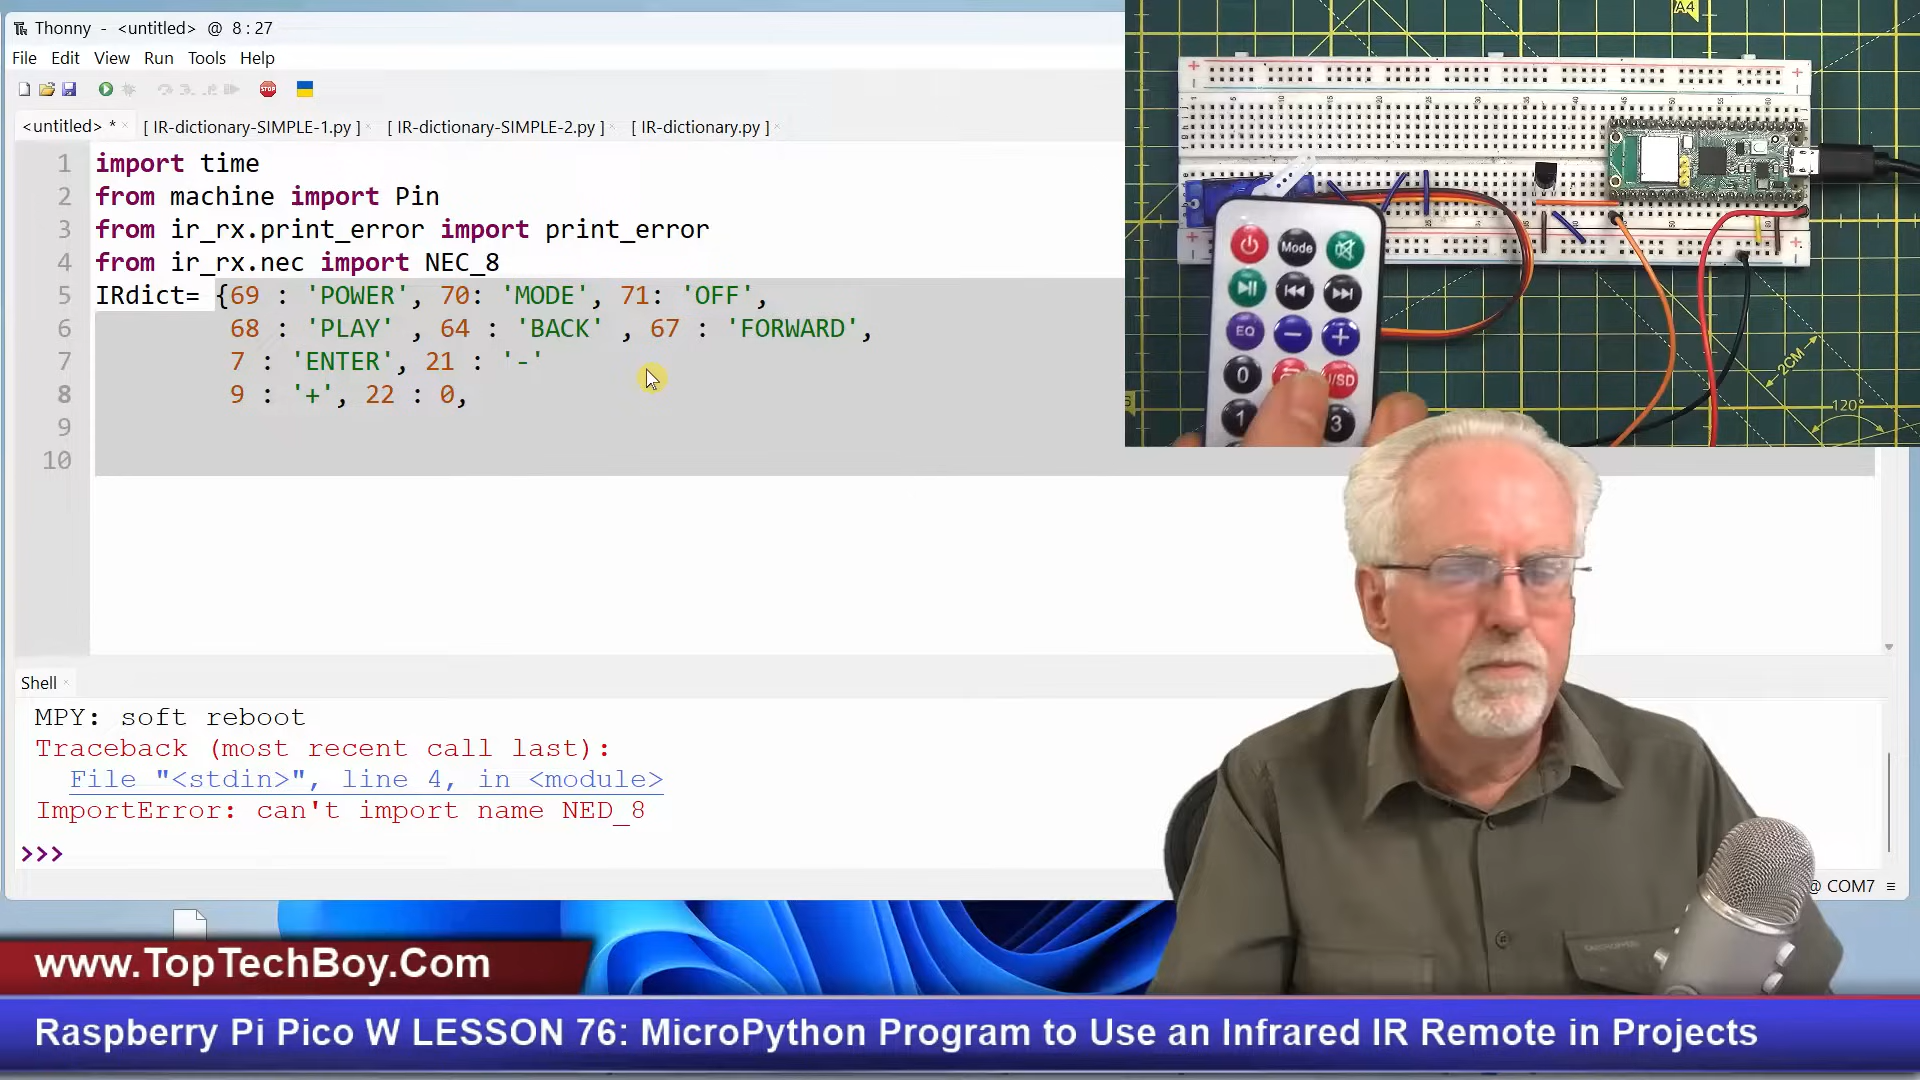 Thonny - <untitled> @ 8 : 27
File Edit View Run Tools Help
STOP
<untitled> * [ IR-dictionary-SIMPLE-1.py ] [ IR-dictionary-SIMPLE-2.py ] [ IR-dictionary.py ]
1 import time
2 from machine import Pin
3 from ir_rx.print_error import print_error
4 from ir_rx.nec import NEC_8
5 IRdict= {69 : 'POWER', 70: 'MODE', 71: 'OFF',
6 68 : 'PLAY' , 64 : 'BACK' , 67 : 'FORWARD',
7 7 : 'ENTER', 21 : '-'
8 9 : '+', 22 : 0,
9
10
A4
Mode
EQ - +
0 /SD
1 3
2CM
120°
Shell
MPY: soft reboot
Traceback (most recent call last):
File "<stdin>", line 4, in <module>
ImportError: can't import name NED_8
>>>
@ COM7 ≡
www.TopTechBoy.Com
Raspberry Pi Pico W LESSON 76: MicroPython Program to Use an Infrared IR Remote in Projects